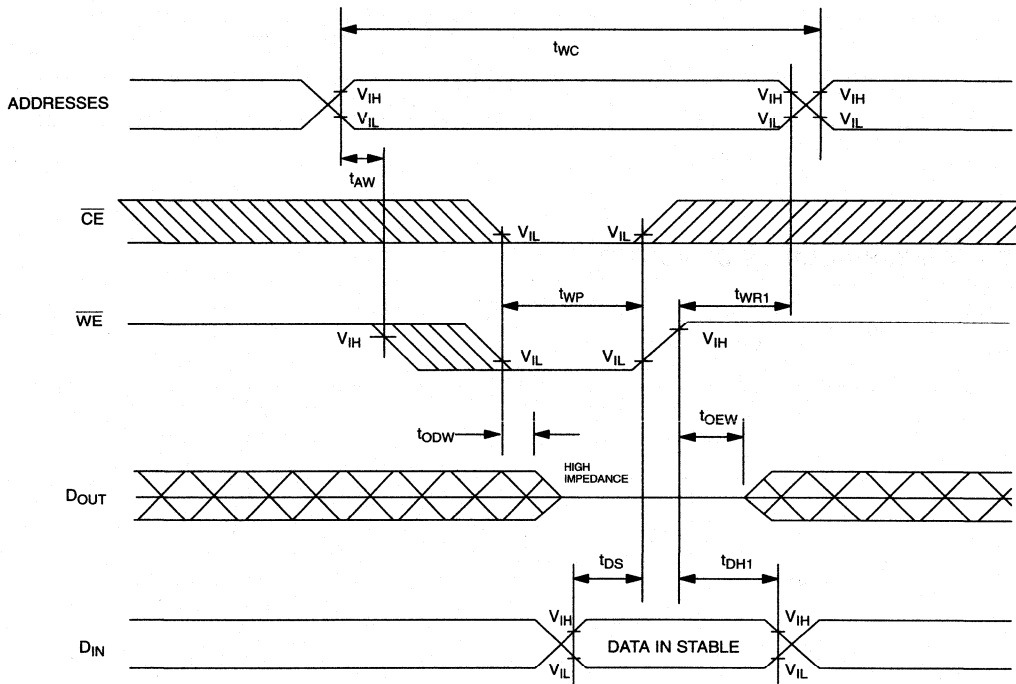 tWC
ADDRESSES
VIH VIH VIH
VIL VIL VIL
tAW
CE VIL VIL
tWP tWR1
WE VIH VIH
VIL VIL
tODW tOEW
HIGH
IMPEDANCE
DOUT
tDS tDH1
VIH VIH
DIN DATA IN STABLE
VIL VIL